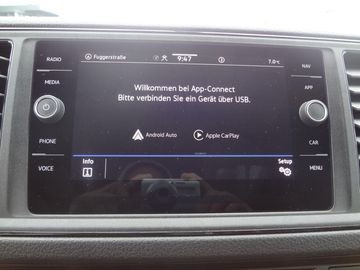 RADIO
Fuggerstraße
9:47
7.0°C
NAV
MEDIA
APP
Willkommen bei App-Connect
Bitte verbinden Sie ein Gerät über USB.
Android Auto
Apple CarPlay
PHONE
CAR
VOICE
Info
Setup
MENU